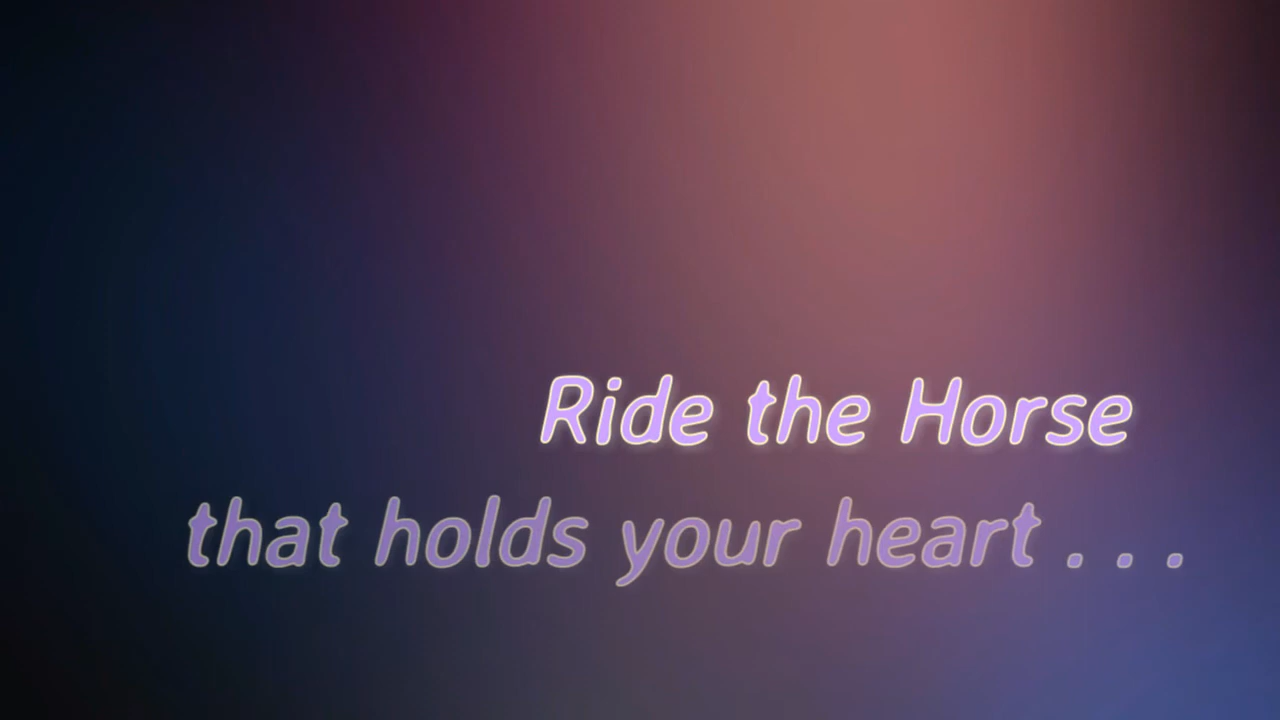 Ride the Horse
that holds your heart . . .